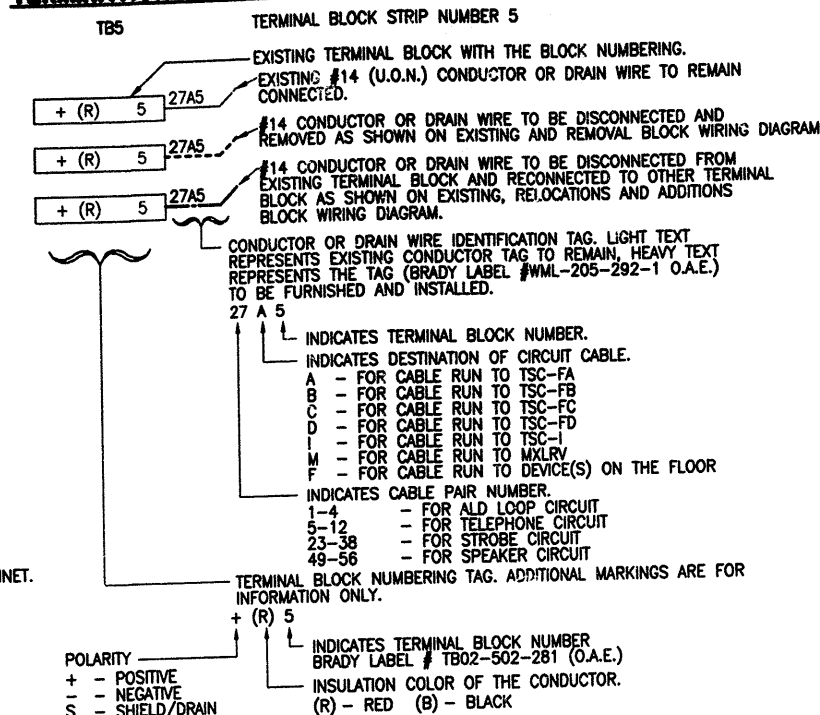 TB5
TERMINAL BLOCK STRIP NUMBER 5
EXISTING TERMINAL BLOCK WITH THE BLOCK NUMBERING.
EXISTING #14 (U.O.N.) CONDUCTOR OR DRAIN WIRE TO REMAIN
CONNECTED.
+ (R) 5 27A5
#14 CONDUCTOR OR DRAIN WIRE TO BE DISCONNECTED AND
REMOVED AS SHOWN ON EXISTING AND REMOVAL BLOCK WIRING DIAGRAM
+ (R) 5 27A5
#14 CONDUCTOR OR DRAIN WIRE TO BE DISCONNECTED FROM
EXISTING TERMINAL BLOCK AND RECONNECTED TO OTHER TERMINAL
BLOCK AS SHOWN ON EXISTING, RELOCATIONS AND ADDITIONS
BLOCK WIRING DIAGRAM.
+ (R) 5 27A5
CONDUCTOR OR DRAIN WIRE IDENTIFICATION TAG. LIGHT TEXT
REPRESENTS EXISTING CONDUCTOR TAG TO REMAIN, HEAVY TEXT
REPRESENTS THE TAG (BRADY LABEL #WML-205-292-1 O.A.E.)
TO BE FURNISHED AND INSTALLED.
27 A 5
INDICATES TERMINAL BLOCK NUMBER.
INDICATES DESTINATION OF CIRCUIT CABLE.
A - FOR CABLE RUN TO TSC-FA
B - FOR CABLE RUN TO TSC-FB
C - FOR CABLE RUN TO TSC-FC
D - FOR CABLE RUN TO TSC-FD
I - FOR CABLE RUN TO TSC-I
M - FOR CABLE RUN TO MXLRV
F - FOR CABLE RUN TO DEVICE(S) ON THE FLOOR
INDICATES CABLE PAIR NUMBER.
1-4 - FOR ALD LOOP CIRCUIT
5-12 - FOR TELEPHONE CIRCUIT
23-38 - FOR STROBE CIRCUIT
49-56 - FOR SPEAKER CIRCUIT
INET.
TERMINAL BLOCK NUMBERING TAG. ADDITIONAL MARKINGS ARE FOR
INFORMATION ONLY.
+ (R) 5
INDICATES TERMINAL BLOCK NUMBER
BRADY LABEL # TB02-502-281 (O.A.E.)
POLARITY
+ - POSITIVE
- - NEGATIVE
S - SHIELD/DRAIN
INSULATION COLOR OF THE CONDUCTOR.
(R) - RED (B) - BLACK